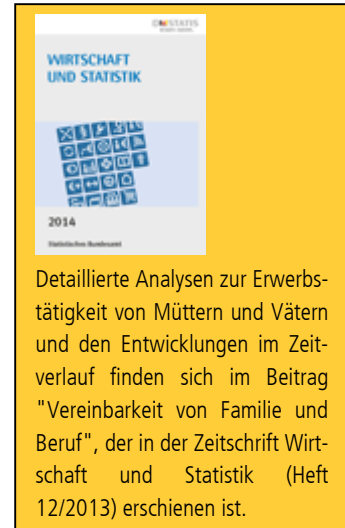 DESTATIS
WIRTSCHAFT
UND STATISTIK
2014
Statistisches Bundesamt
Detaillierte Analysen zur Erwerbs-
tätigkeit von Müttern und Vätern
und den Entwicklungen im Zeit-
verlauf finden sich im Beitrag
"Vereinbarkeit von Familie und
Beruf", der in der Zeitschrift Wirt-
schaft und Statistik (Heft
12/2013) erschienen ist.